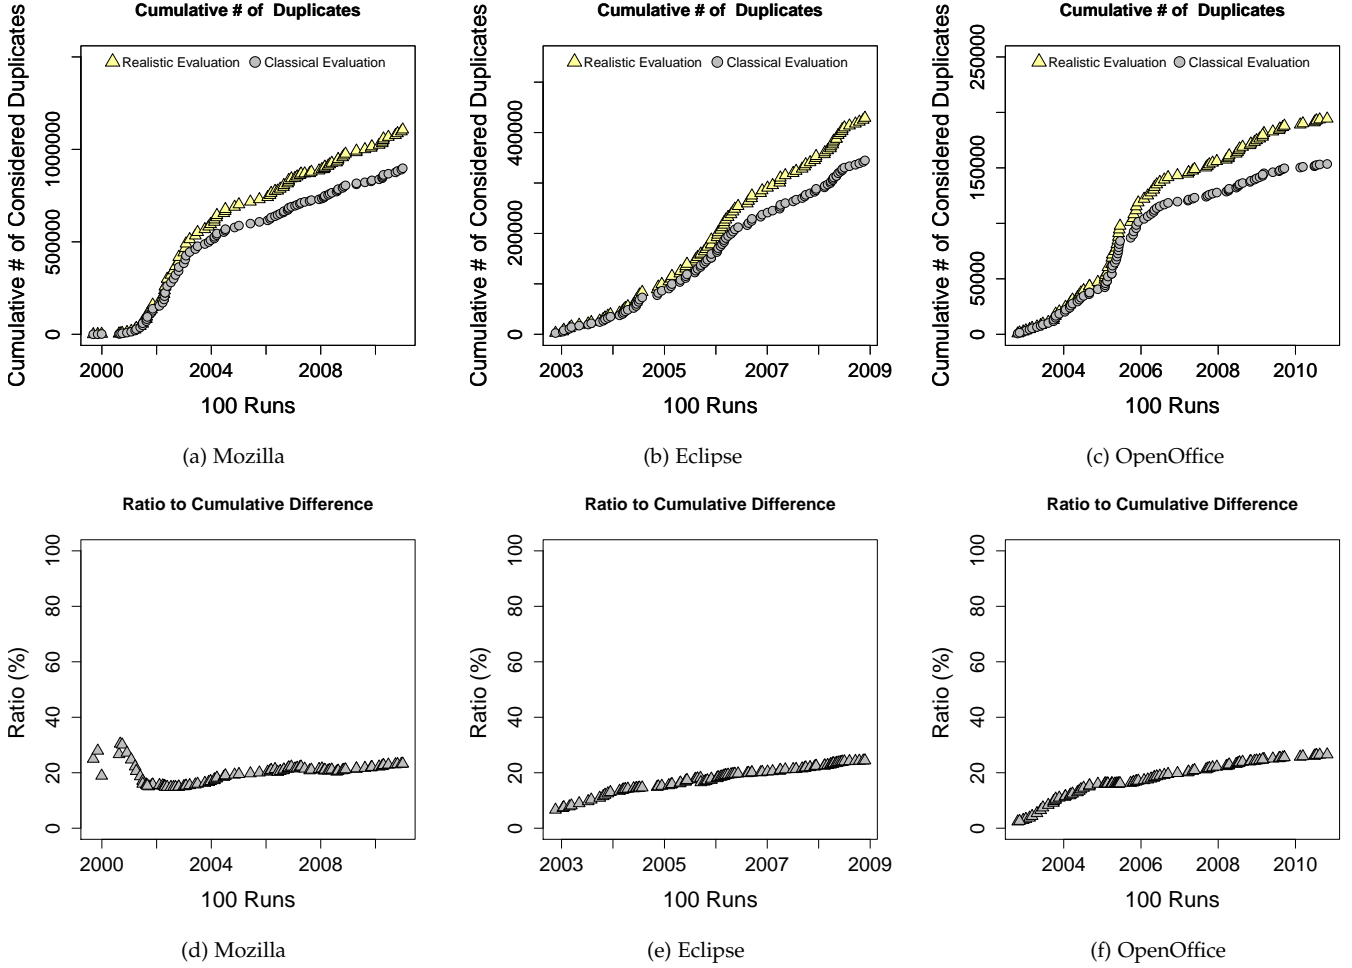 Cumulative # of  Duplicates
Cumulative # of Considered Duplicates
0
500000
1000000
Realistic Evaluation
Classical Evaluation
2000
2004
2008
100 Runs
(a) Mozilla
Cumulative # of  Duplicates
Cumulative # of Considered Duplicates
0
200000
400000
Realistic Evaluation
Classical Evaluation
2003
2005
2007
2009
100 Runs
(b) Eclipse
Cumulative # of  Duplicates
Cumulative # of Considered Duplicates
0
50000
150000
250000
Realistic Evaluation
Classical Evaluation
2004
2006
2008
2010
100 Runs
(c) OpenOffice
Ratio to Cumulative Difference
Ratio (%)
0
20
40
60
80
100
2000
2004
2008
100 Runs
(d) Mozilla
Ratio to Cumulative Difference
Ratio (%)
0
20
40
60
80
100
2003
2005
2007
2009
100 Runs
(e) Eclipse
Ratio to Cumulative Difference
Ratio (%)
0
20
40
60
80
100
2004
2006
2008
2010
100 Runs
(f) OpenOffice